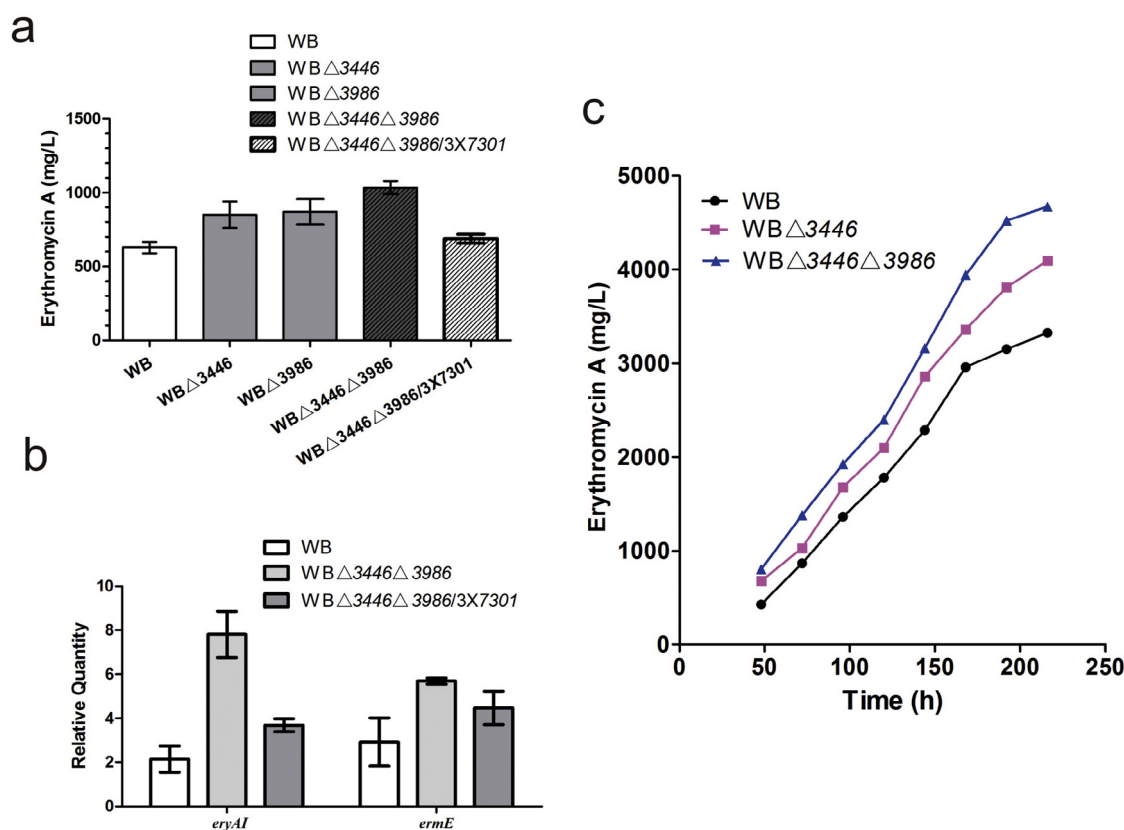 a
WB
WB△3446
WB△3986
WB△3446△3986
WB△3446△3986/3X7301
Erythromycin A (mg/L)
1500
1000
500
0
WB
WB△3446
WB△3986
WB△3446△3986
WB△3446△3986/3X7301
b
WB
WB△3446△3986
WB△3446△3986/3X7301
Relative Quantity
10
8
6
4
2
0
eryAI
ermE
c
WB
WB△3446
WB△3446△3986
Erythromycin A (mg/L)
5000
4000
3000
2000
1000
0
0 50 100 150 200 250
Time (h)